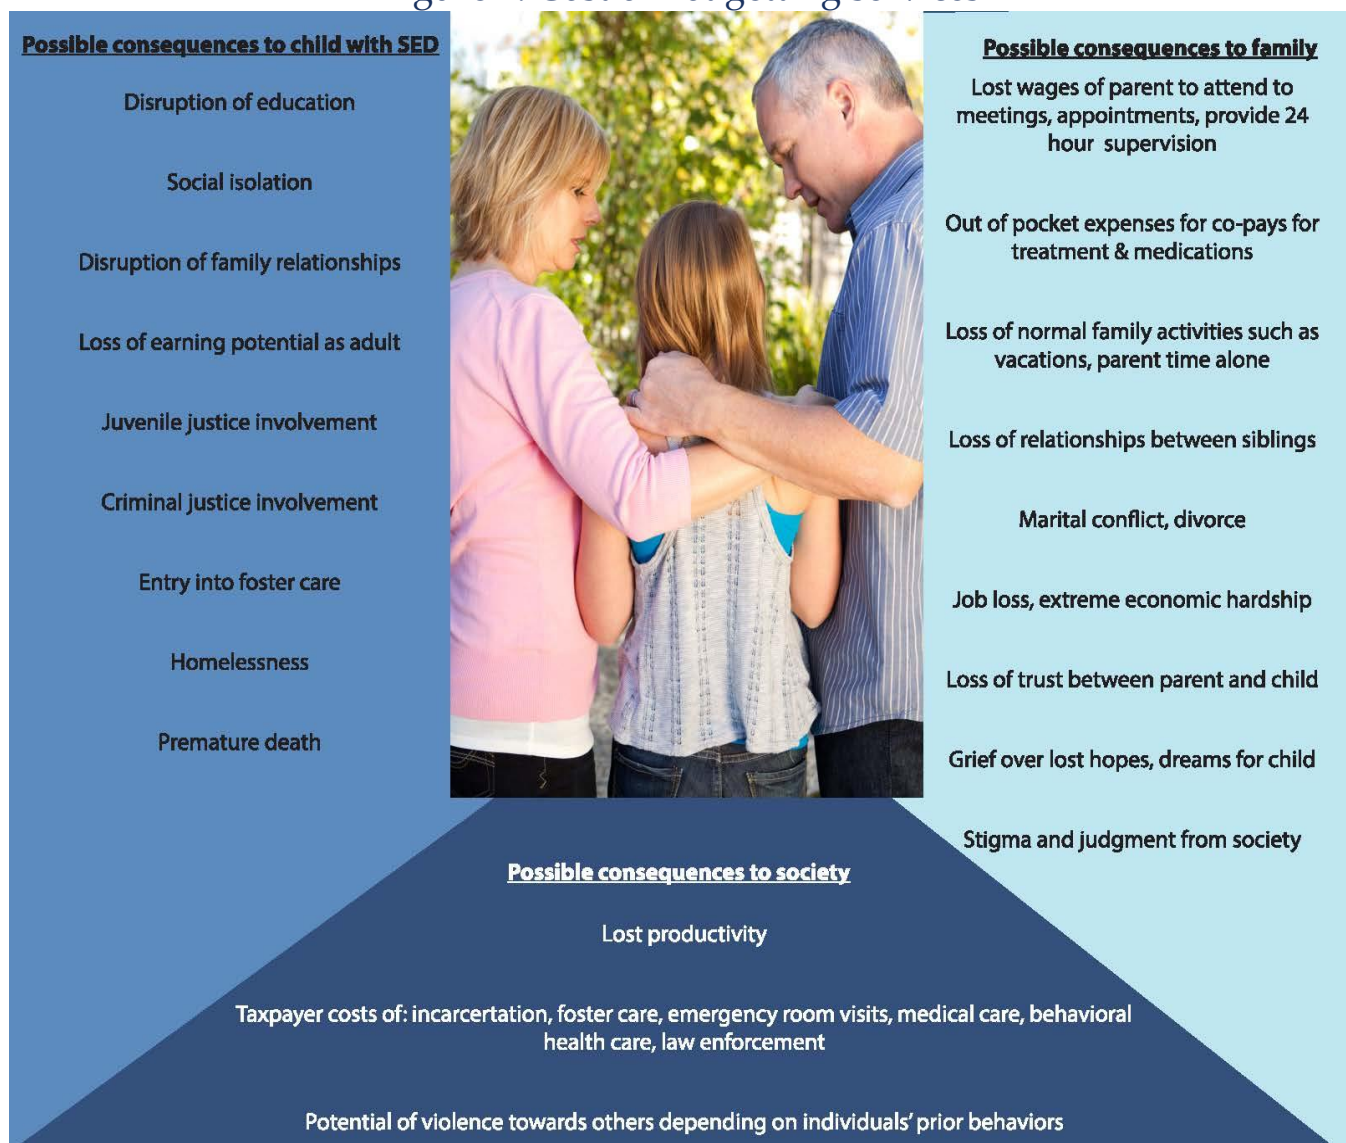 Possible consequences to child with SED
Disruption of education
Social isolation
Disruption of family relationships
Loss of earning potential as adult
Juvenile justice involvement
Criminal justice involvement
Entry into foster care
Homelessness
Premature death
Possible consequences to family
Lost wages of parent to attend to
meetings, appointments, provide 24
hour supervision
Out of pocket expenses for co-pays for
treatment & medications
Loss of normal family activities such as
vacations, parent time alone
Loss of relationships between siblings
Marital conflict, divorce
Job loss, extreme economic hardship
Loss of trust between parent and child
Grief over lost hopes, dreams for child
Stigma and judgment from society
Possible consequences to society
Lost productivity
Taxpayer costs of: incarcertation, foster care, emergency room visits, medical care, behavioral
health care, law enforcement
Potential of violence towards others depending on individuals’ prior behaviors